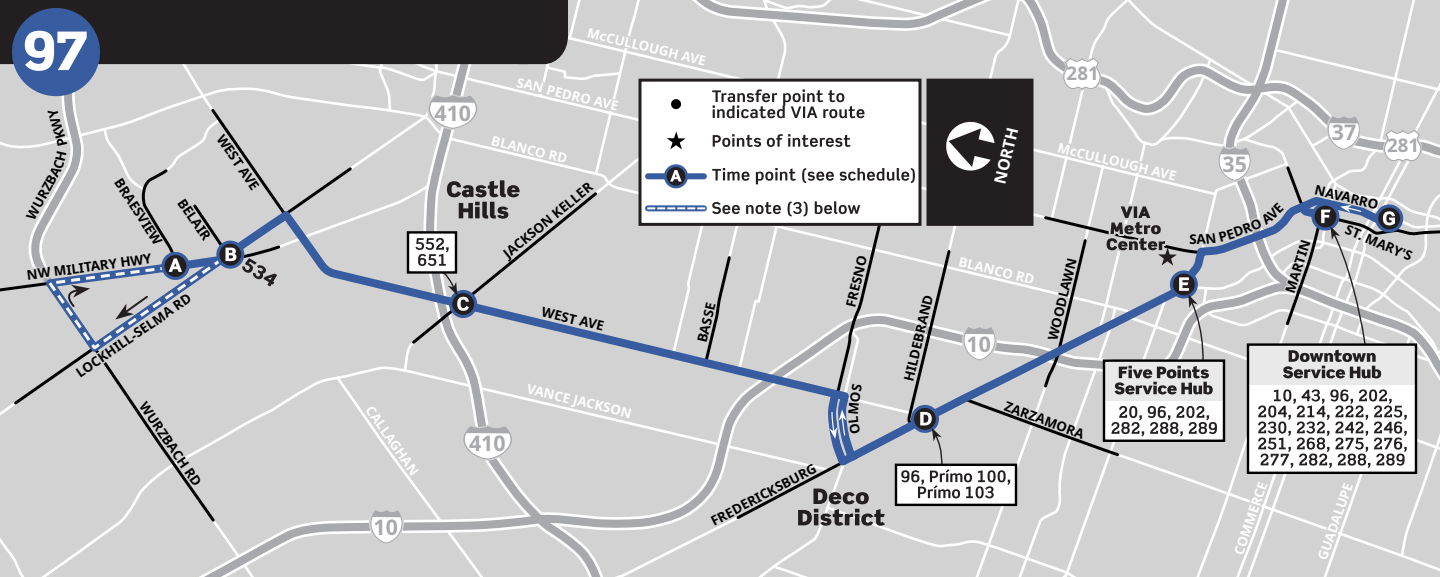 97
McCULLOUGH AVE
SAN PEDRO AVE
BLANCO RD
410
281
37
281
35
Transfer point to
indicated VIA route
Points of interest
A
Time point (see schedule)
See note (3) below
NORTH
McCULLOUGH AVE
BLANCO RD
WURZBACH PKWY
WEST AVE
BRAESVIEW
BELAIR
NW MILITARY HWY
A
B
534
LOCKHILL-SELMA RD
WURZBACH RD
Castle
Hills
JACKSON KELLER
552,
651
C
WEST AVE
BASSE
FRESNO
HILDEBRAND
WOODLAWN
10
VIA
Metro
Center
SAN PEDRO AVE
NAVARRO
F
G
ST. MARY'S
MARTIN
E
VANCE JACKSON
CALLAGHAN
410
10
OLMOS
D
ZARZAMORA
FREDERICKSBURG
Deco
District
96, Prímo 100,
Prímo 103
Five Points
Service Hub
20, 96, 202,
282, 288, 289
Downtown
Service Hub
10, 43, 96, 202,
204, 214, 222, 225,
230, 232, 242, 246,
251, 268, 275, 276,
277, 282, 288, 289
COMMERCE
GUADALUPE